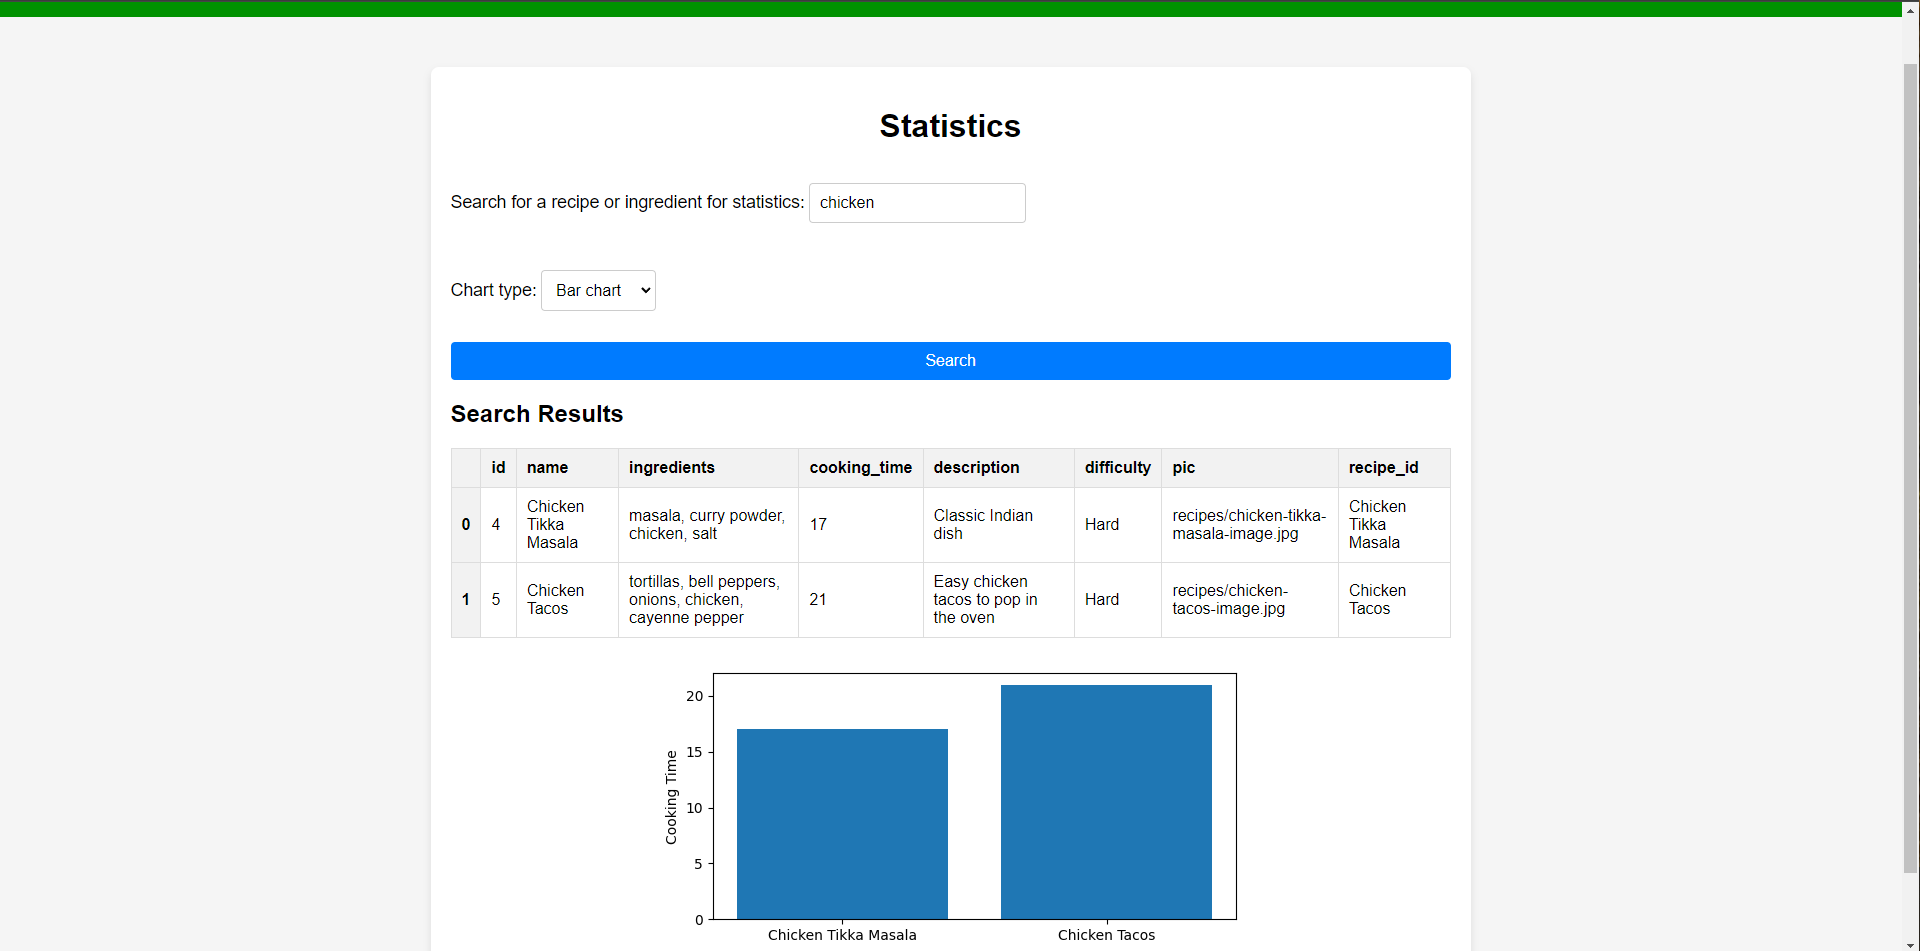 Statistics
Search for a recipe or ingredient for statistics: chicken
Chart type: Bar chart
Search
Search Results
id name ingredients cooking_time description difficulty pic recipe_id
0 4 Chicken Tikka Masala masala, curry powder, chicken, salt 17 Classic Indian dish Hard recipes/chicken-tikka-masala-image.jpg Chicken Tikka Masala
1 5 Chicken Tacos tortillas, bell peppers, onions, chicken, cayenne pepper 21 Easy chicken tacos to pop in the oven Hard recipes/chicken-tacos-image.jpg Chicken Tacos
Cooking Time
20
15
10
5
0
Chicken Tikka Masala Chicken Tacos